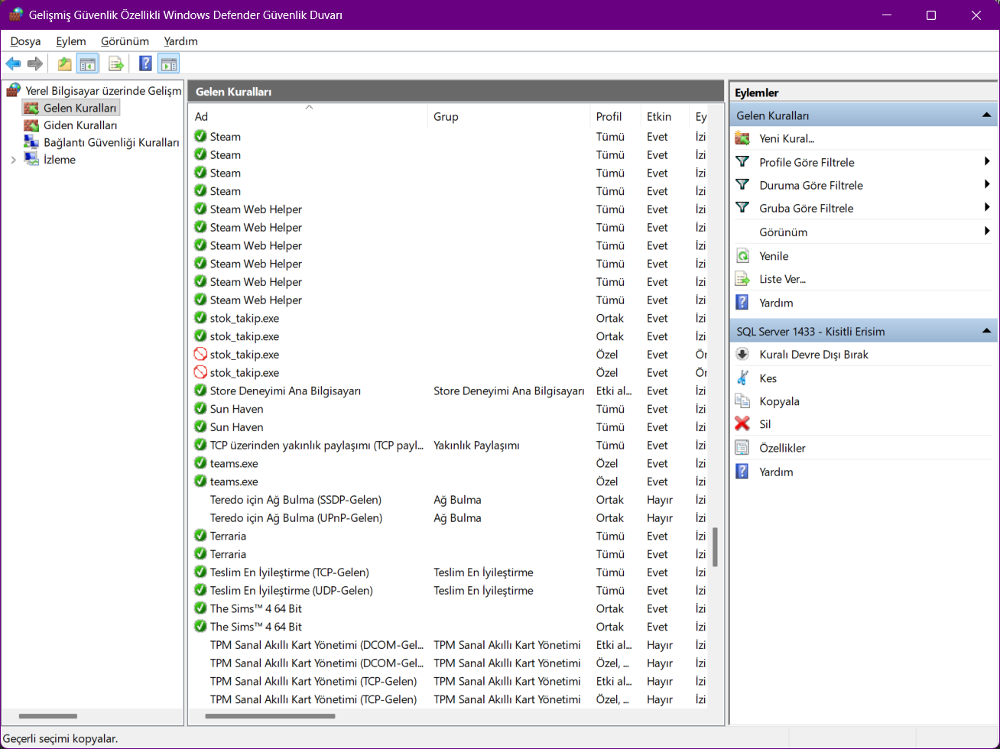 Gelişmiş Güvenlik Özellikli Windows Defender Güvenlik Duvarı
Dosya Eylem Görünüm Yardım
Yerel Bilgisayar üzerinde Gelişm
Gelen Kuralları
Giden Kuralları
Bağlantı Güvenliği Kuralları
İzleme
Gelen Kuralları
Ad Grup Profil Etkin Ey
Steam Tümü Evet İzi
Steam Tümü Evet İzi
Steam Tümü Evet İzi
Steam Tümü Evet İzi
Steam Web Helper Tümü Evet İzi
Steam Web Helper Tümü Evet İzi
Steam Web Helper Tümü Evet İzi
Steam Web Helper Tümü Evet İzi
Steam Web Helper Tümü Evet İzi
Steam Web Helper Tümü Evet İzi
stok_takip.exe Ortak Evet İzi
stok_takip.exe Ortak Evet İzi
stok_takip.exe Özel Evet Ör
stok_takip.exe Özel Evet Ör
Store Deneyimi Ana Bilgisayarı Store Deneyimi Ana Bilgisayarı Etki al... Evet İzi
Sun Haven Tümü Evet İzi
Sun Haven Tümü Evet İzi
TCP üzerinden yakınlık paylaşımı (TCP payl... Yakınlık Paylaşımı Tümü Evet İzi
teams.exe Özel Evet İzi
teams.exe Özel Evet İzi
Teredo için Ağ Bulma (SSDP-Gelen) Ağ Bulma Ortak Hayır İzi
Teredo için Ağ Bulma (UPnP-Gelen) Ağ Bulma Ortak Hayır İzi
Terraria Tümü Evet İzi
Terraria Tümü Evet İzi
Teslim En İyileştirme (TCP-Gelen) Teslim En İyileştirme Tümü Evet İzi
Teslim En İyileştirme (UDP-Gelen) Teslim En İyileştirme Tümü Evet İzi
The Sims™ 4 64 Bit Ortak Evet İzi
The Sims™ 4 64 Bit Ortak Evet İzi
TPM Sanal Akıllı Kart Yönetimi (DCOM-Gel... TPM Sanal Akıllı Kart Yönetimi Etki al... Hayır İzi
TPM Sanal Akıllı Kart Yönetimi (DCOM-Gel... TPM Sanal Akıllı Kart Yönetimi Özel, ... Hayır İzi
TPM Sanal Akıllı Kart Yönetimi (TCP-Gelen) TPM Sanal Akıllı Kart Yönetimi Etki al... Hayır İzi
TPM Sanal Akıllı Kart Yönetimi (TCP-Gelen) TPM Sanal Akıllı Kart Yönetimi Özel, ... Hayır İzi
Eylemler
Gelen Kuralları
Yeni Kural...
Profile Göre Filtrele
Duruma Göre Filtrele
Gruba Göre Filtrele
Görünüm
Yenile
Liste Ver...
Yardım
SQL Server 1433 - Kisitli Erisim
Kuralı Devre Dışı Bırak
Kes
Kopyala
Sil
Özellikler
Yardım
Geçerli seçimi kopyalar.